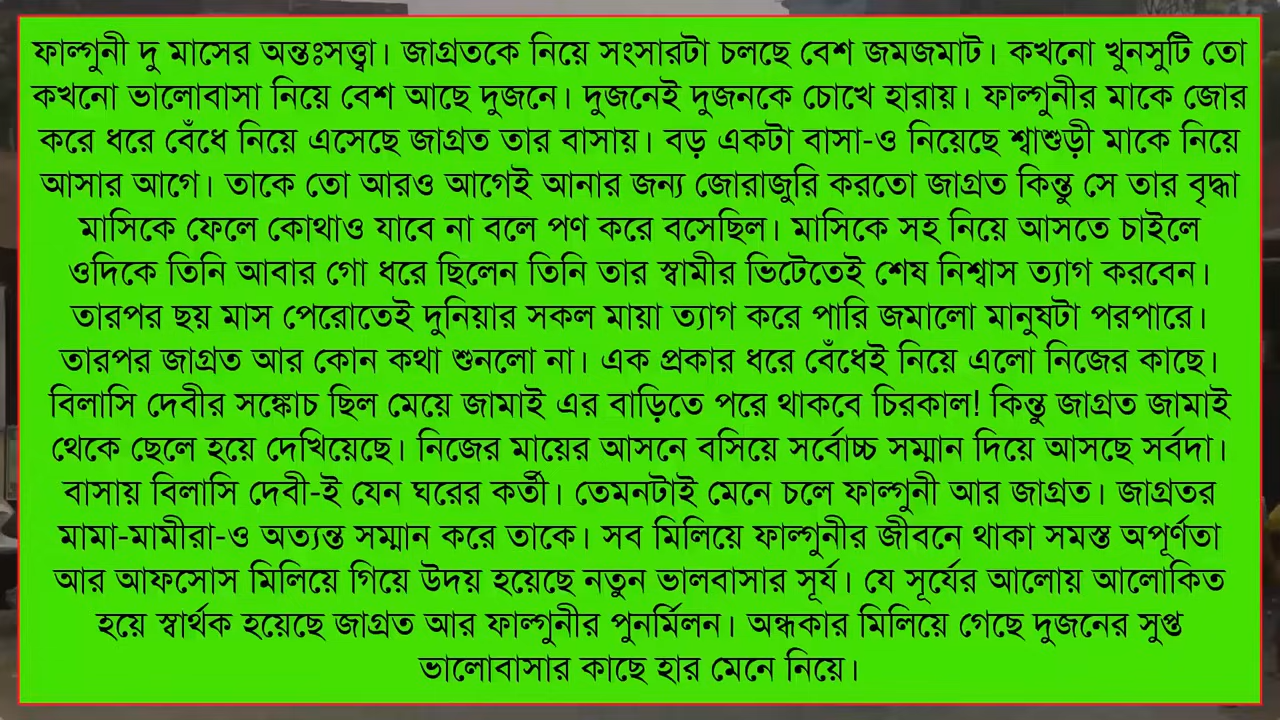 ফাল্গুনী দু মাসের অন্তঃসত্ত্বা। জাগ্রতকে নিয়ে সংসারটা চলছে বেশ জমজমাট। কখনো খুনসুটি তো
কখনো ভালোবাসা নিয়ে বেশ আছে দুজনে। দুজনেই দুজনকে চোখে হারায়। ফাল্গুনীর মাকে জোর
করে ধরে বেঁধে নিয়ে এসেছে জাগ্রত তার বাসায়। বড় একটা বাসা-ও নিয়েছে শ্বাশুড়ী মাকে নিয়ে
আসার আগে। তাকে তো আরও আগেই আনার জন্য জোরাজুরি করতো জাগ্রত কিন্তু সে তার বৃদ্ধা
মাসিকে ফেলে কোথাও যাবে না বলে পণ করে বসেছিল। মাসিকে সহ নিয়ে আসতে চাইলে
ওদিকে তিনি আবার গো ধরে ছিলেন তিনি তার স্বামীর ভিটেতেই শেষ নিশ্বাস ত্যাগ করবেন।
তারপর ছয় মাস পেরোতেই দুনিয়ার সকল মায়া ত্যাগ করে পারি জমালো মানুষটা পরপারে।
তারপর জাগ্রত আর কোন কথা শুনলো না। এক প্রকার ধরে বেঁধেই নিয়ে এলো নিজের কাছে।
বিলাসি দেবীর সঙ্কোচ ছিল মেয়ে জামাই এর বাড়িতে পরে থাকবে চিরকাল! কিন্তু জাগ্রত জামাই
থেকে ছেলে হয়ে দেখিয়েছে। নিজের মায়ের আসনে বসিয়ে সর্বোচ্চ সম্মান দিয়ে আসছে সর্বদা।
বাসায় বিলাসি দেবী-ই যেন ঘরের কর্তী। তেমনটাই মেনে চলে ফাল্গুনী আর জাগ্রত। জাগ্রতর
মামা-মামীরা-ও অত্যন্ত সম্মান করে তাকে। সব মিলিয়ে ফাল্গুনীর জীবনে থাকা সমস্ত অপূর্ণতা
আর আফসোস মিলিয়ে গিয়ে উদয় হয়েছে নতুন ভালবাসার সূর্য। যে সূর্যের আলোয় আলোকিত
হয়ে স্বার্থক হয়েছে জাগ্রত আর ফাল্গুনীর পুনর্মিলন। অন্ধকার মিলিয়ে গেছে দুজনের সুপ্ত
ভালোবাসার কাছে হার মেনে নিয়ে।